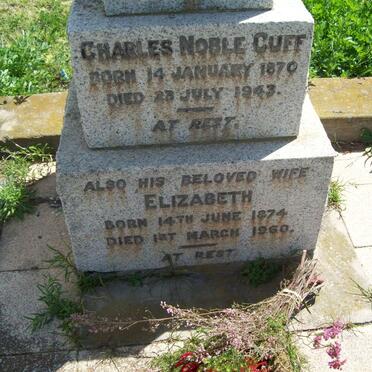 CHARLES NOBLE CUFF
BORN 14 JANUARY 1870
DIED 23 JULY 1943.
AT REST.
ALSO HIS BELOVED WIFE
ELIZABETH
BORN 14TH JUNE 1874
DIED 1ST MARCH 1960.
AT REST